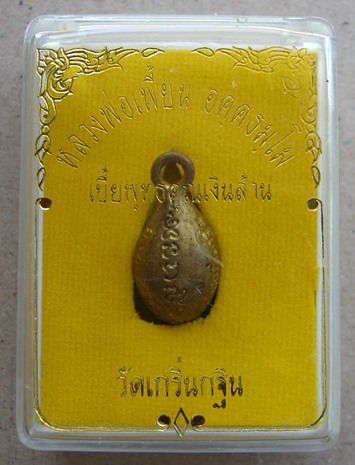 หลวงพ่อเพี้ยน อคฺคธมฺโม
เบี้ยพุทธคุณเงินล้าน
วัดเกริ่นกฐิน